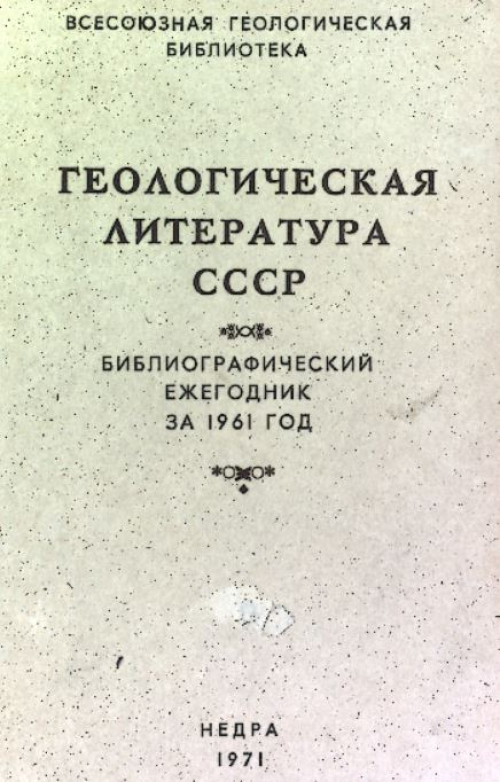 ВСЕСОЮЗНАЯ ГЕОЛОГИЧЕСКАЯ
БИБЛИОТЕКА
ГЕОЛОГИЧЕСКАЯ
ЛИТЕРАТУРА
СССР
БИБЛИОГРАФИЧЕСКИЙ
ЕЖЕГОДНИК
ЗА 1961 ГОД
НЕДРА
1971